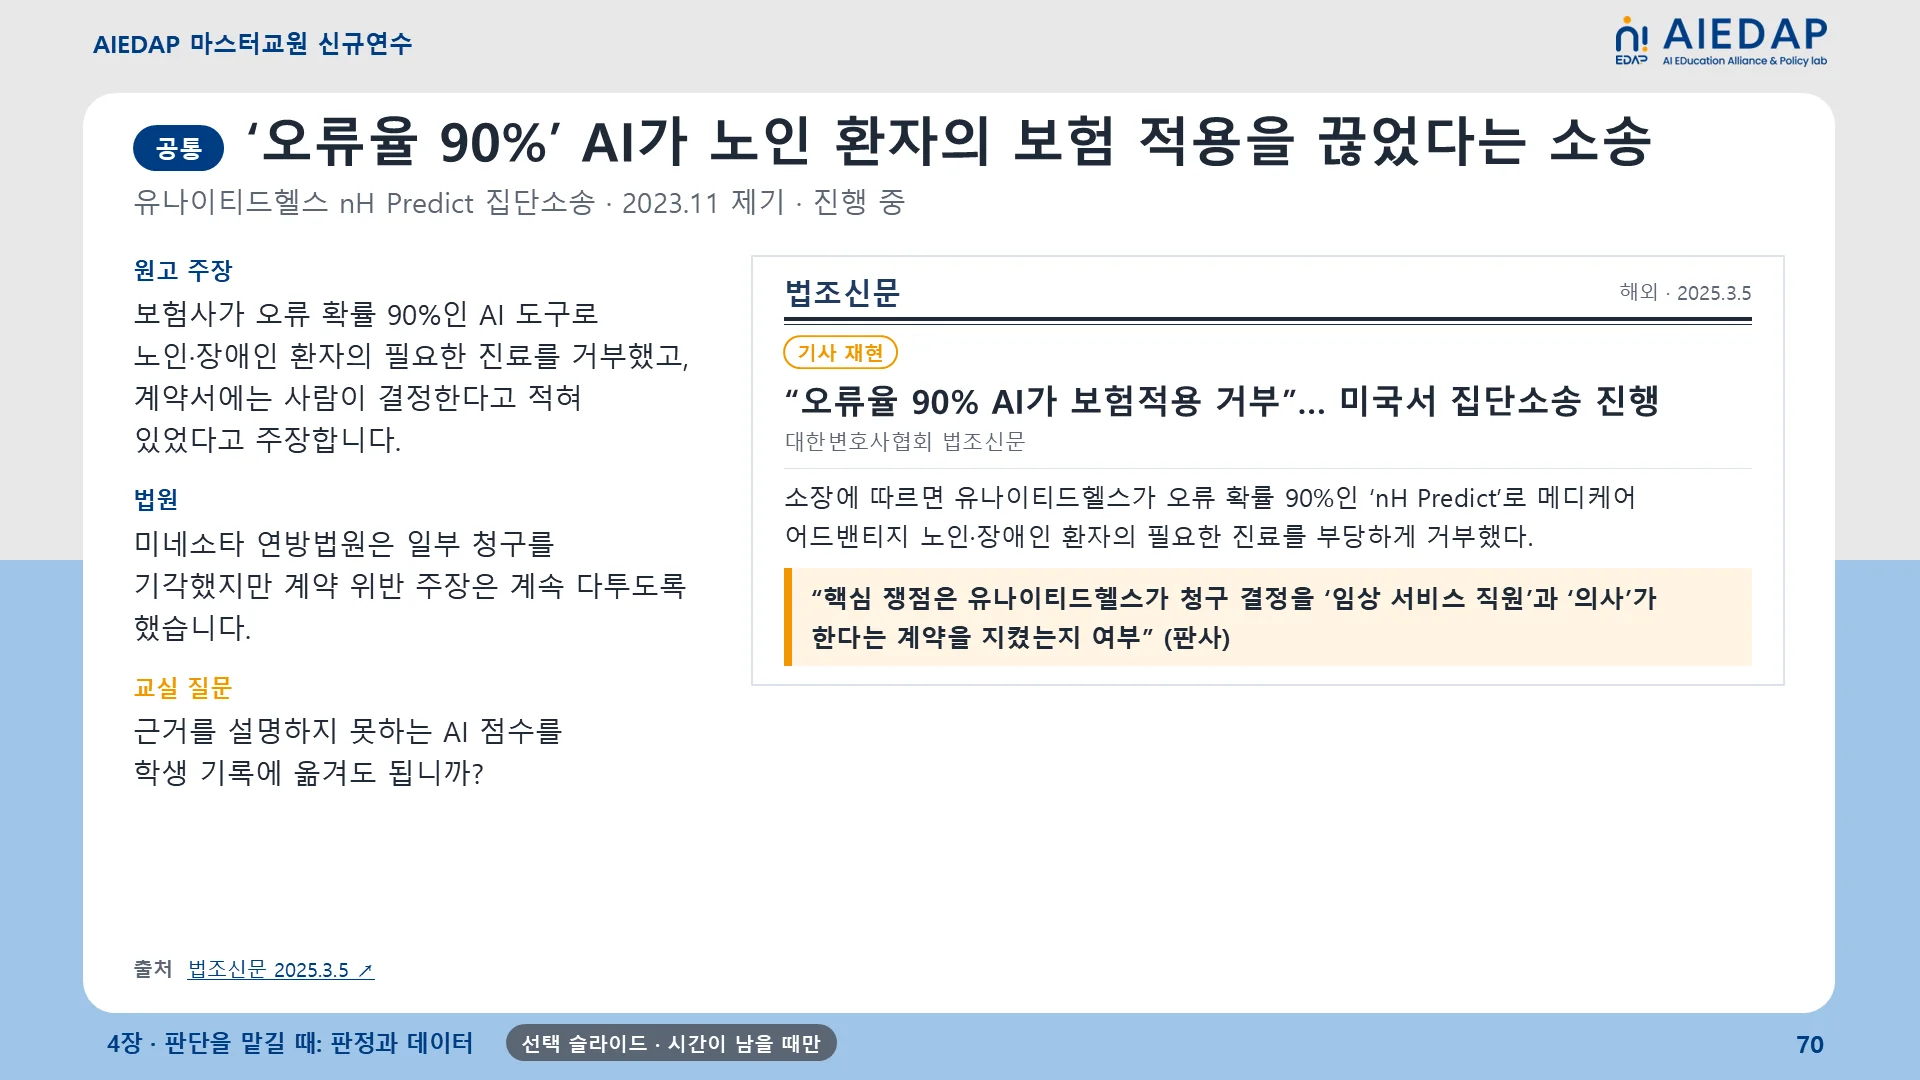 AIEDAP 마스터교원 신규연수
AIEDAP
EDAP
AI EDucation Alliance & Policy lab
공통
‘오류율 90%’ AI가 노인 환자의 보험 적용을 끊었다는 소송
유나이티드헬스 nH Predict 집단소송 · 2023.11 제기 · 진행 중
원고 주장
보험사가 오류 확률 90%인 AI 도구로
노인·장애인 환자의 필요한 진료를 거부했고,
계약서에는 사람이 결정한다고 적혀
있었다고 주장합니다.
법원
미네소타 연방법원은 일부 청구를
기각했지만 계약 위반 주장은 계속 다투도록
했습니다.
교실 질문
근거를 설명하지 못하는 AI 점수를
학생 기록에 옮겨도 됩니까?
법조신문
해외 · 2025.3.5
기사 재현
“오류율 90% AI가 보험적용 거부”… 미국서 집단소송 진행
대한변호사협회 법조신문
소장에 따르면 유나이티드헬스가 오류 확률 90%인 ‘nH Predict’로 메디케어
어드밴티지 노인·장애인 환자의 필요한 진료를 부당하게 거부했다.
“핵심 쟁점은 유나이티드헬스가 청구 결정을 ‘임상 서비스 직원’과 ‘의사’가
한다는 계약을 지켰는지 여부” (판사)
출처 법조신문 2025.3.5 ↗
4장 · 판단을 맡길 때: 판정과 데이터
선택 슬라이드 · 시간이 남을 때만
70